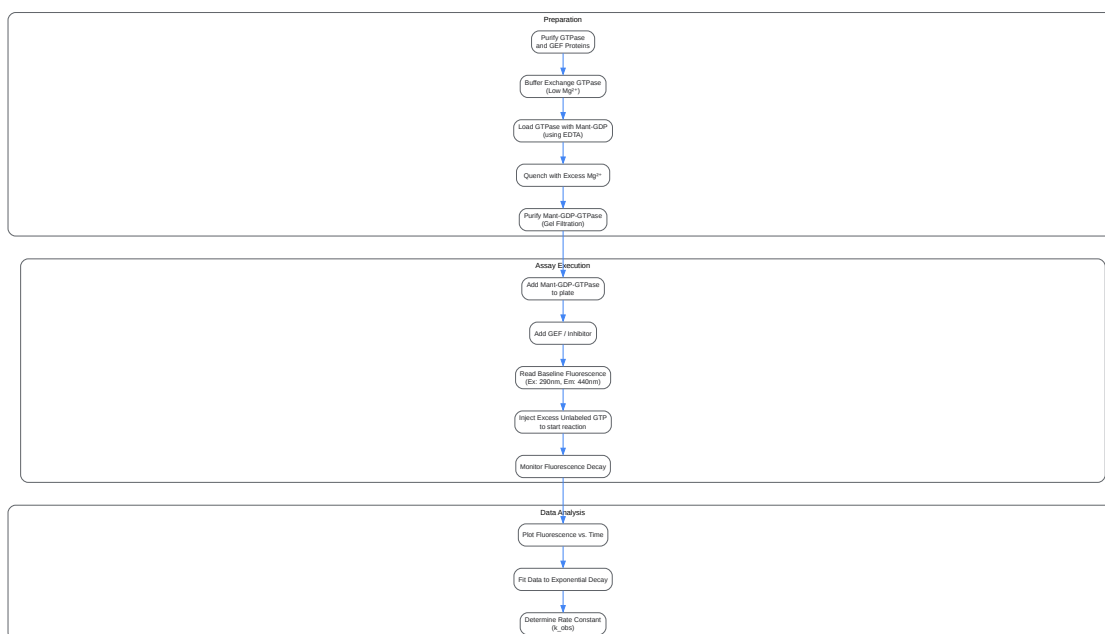 Preparation
Purify GTPase
and GEF Proteins
Buffer Exchange GTPase
(Low Mg²⁺)
Load GTPase with Mant-GDP
(using EDTA)
Quench with Excess Mg²⁺
Purify Mant-GDP-GTPase
(Gel Filtration)
Assay Execution
Add Mant-GDP-GTPase
to plate
Add GEF / Inhibitor
Read Baseline Fluorescence
(Ex: 290nm, Em: 440nm)
Inject Excess Unlabeled GTP
to start reaction
Monitor Fluorescence Decay
Data Analysis
Plot Fluorescence vs. Time
Fit Data to Exponential Decay
Determine Rate Constant
(k_obs)